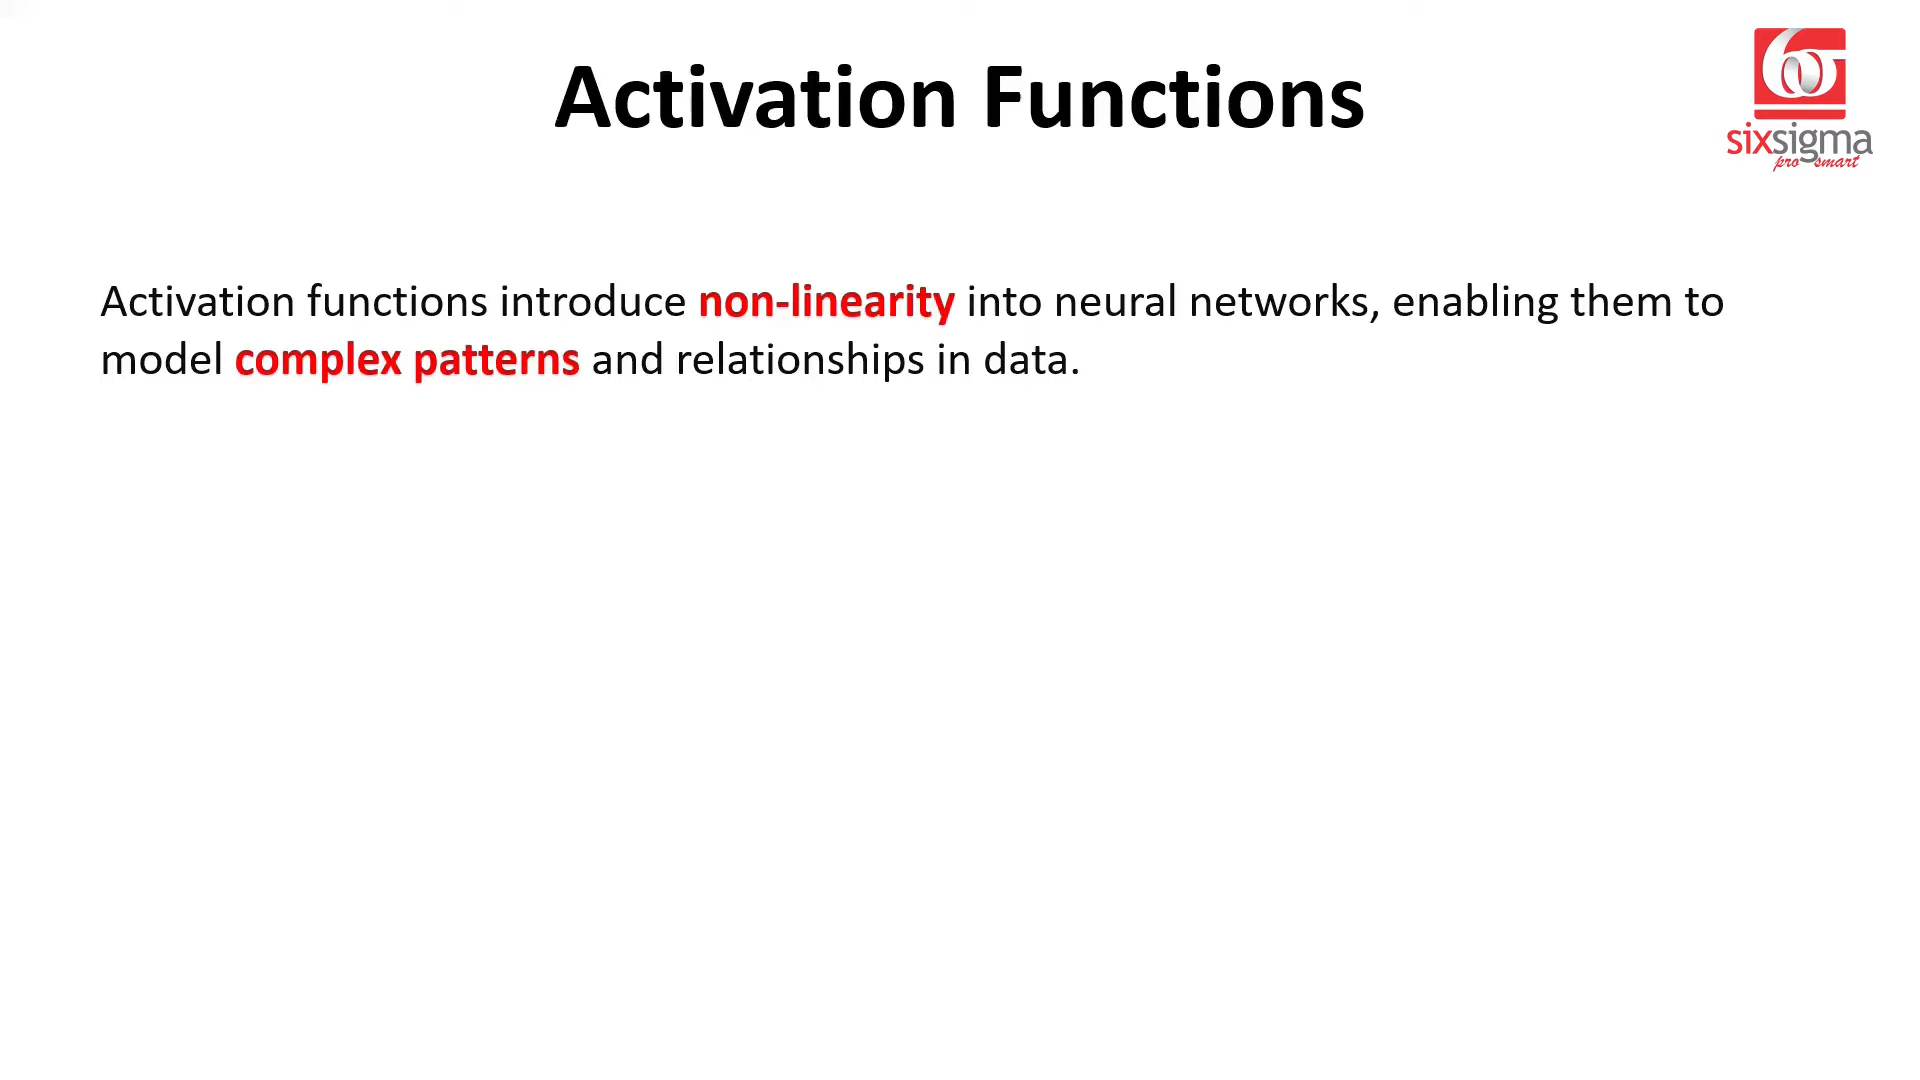 Activation Functions
sixsigma
pro smart
Activation functions introduce non-linearity into neural networks, enabling them to
model complex patterns and relationships in data.